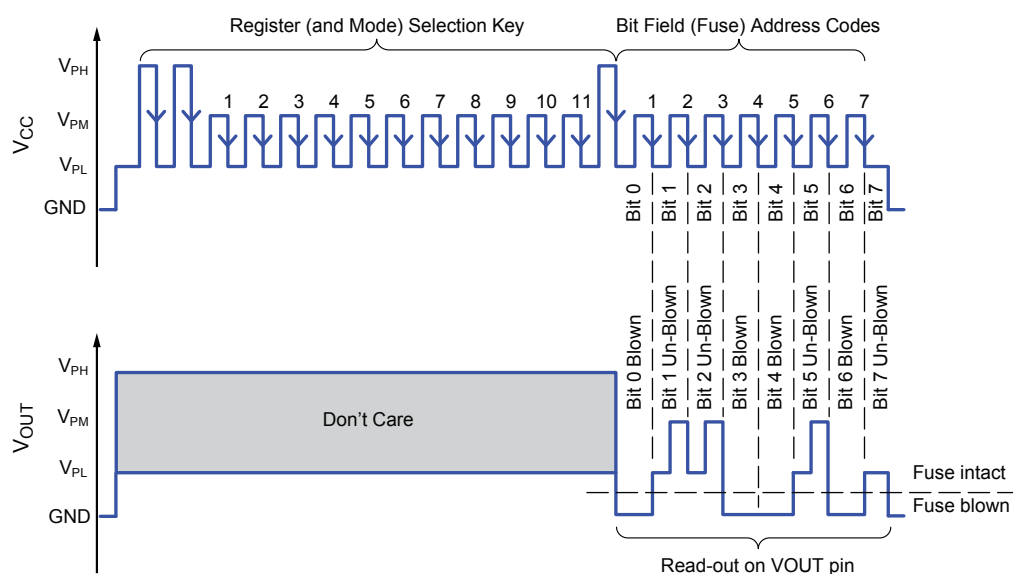 Register (and Mode) Selection Key
Bit Field (Fuse) Address Codes
VCC
VPH
VPM
VPL
GND
1 2 3 4 5 6 7 8 9 10 11
1 2 3 4 5 6 7
Bit 0
Bit 1
Bit 2
Bit 3
Bit 4
Bit 5
Bit 6
Bit 7
Bit 0 Blown
Bit 1 Un-Blown
Bit 2 Un-Blown
Bit 3 Blown
Bit 4 Blown
Bit 5 Un-Blown
Bit 6 Blown
Bit 7 Un-Blown
VOUT
VPH
VPM
VPL
GND
Don't Care
Fuse intact
Fuse blown
Read-out on VOUT pin